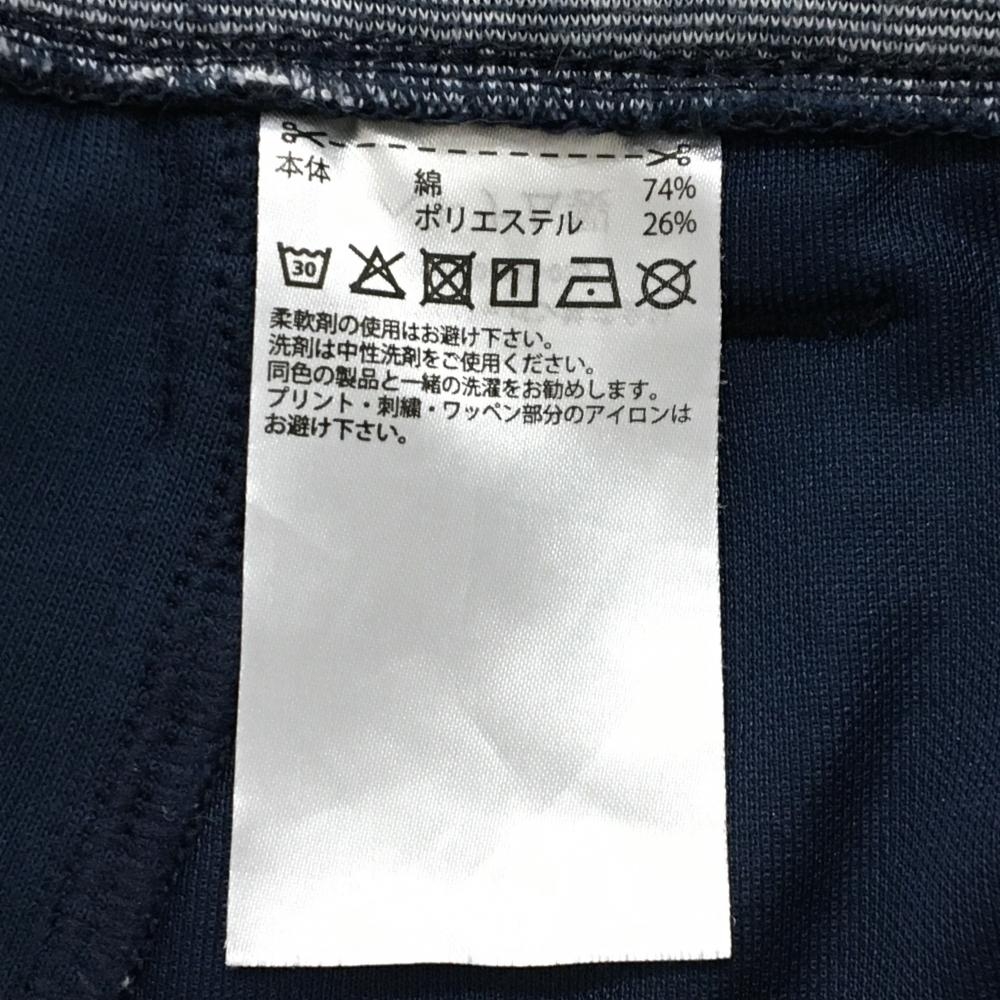 本体 綿 74%
ポリエステル 26%
30
柔軟剤の使用はお避け下さい。
洗剤は中性洗剤をご使用ください。
同色の製品と一緒の洗濯をお勧めします。
プリント・刺繍・ワッペン部分のアイロンは
お避け下さい。